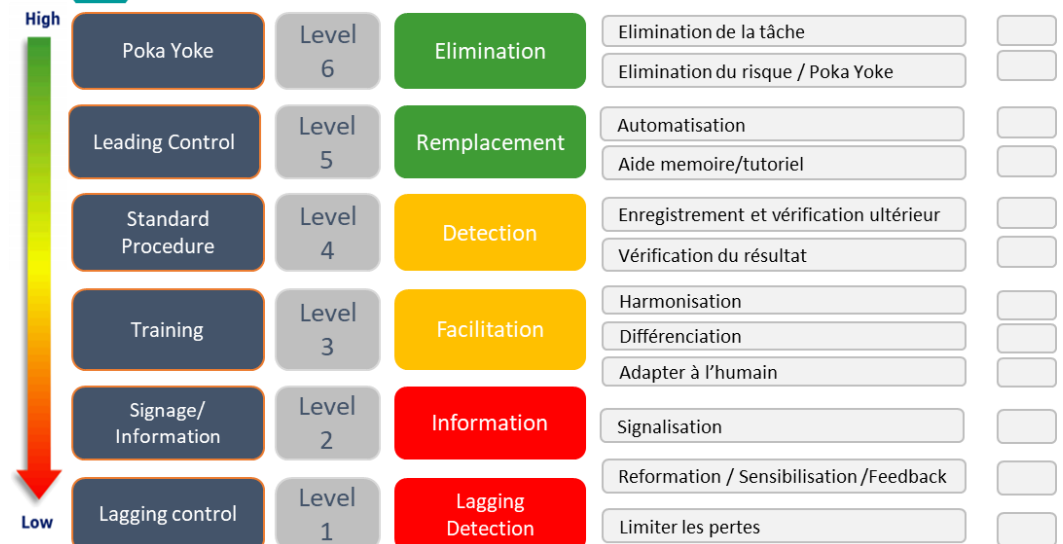 High
Poka Yoke
Level
6
Elimination
Elimination de la tâche
Elimination du risque / Poka Yoke
Leading Control
Level
5
Remplacement
Automatisation
Aide memoire/tutoriel
Standard
Procedure
Level
4
Detection
Enregistrement et vérification ultérieur
Vérification du résultat
Training
Level
3
Facilitation
Harmonisation
Différenciation
Adapter à l'humain
Signage/
Information
Level
2
Information
Signalisation
Reformation / Sensibilisation /Feedback
Low
Lagging control
Level
1
Lagging
Detection
Limiter les pertes